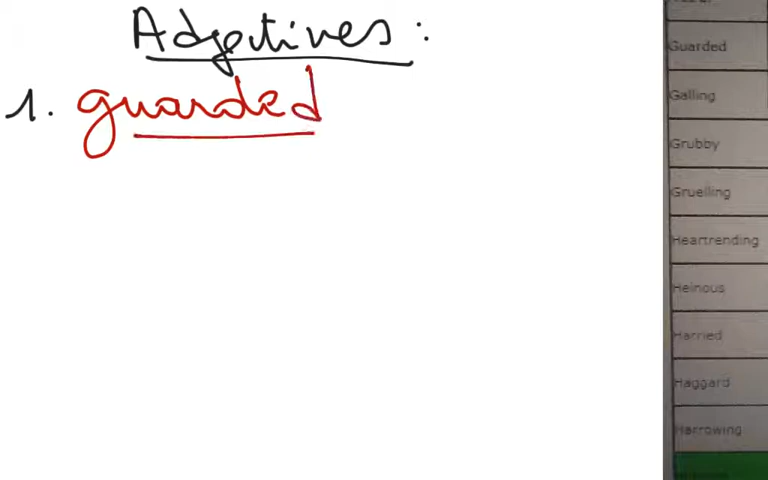 Adjectives:
1. guarded
Guarded
Galling
Grubby
Gruelling
Heartrending
Heinous
Harried
Haggard
Harrowing